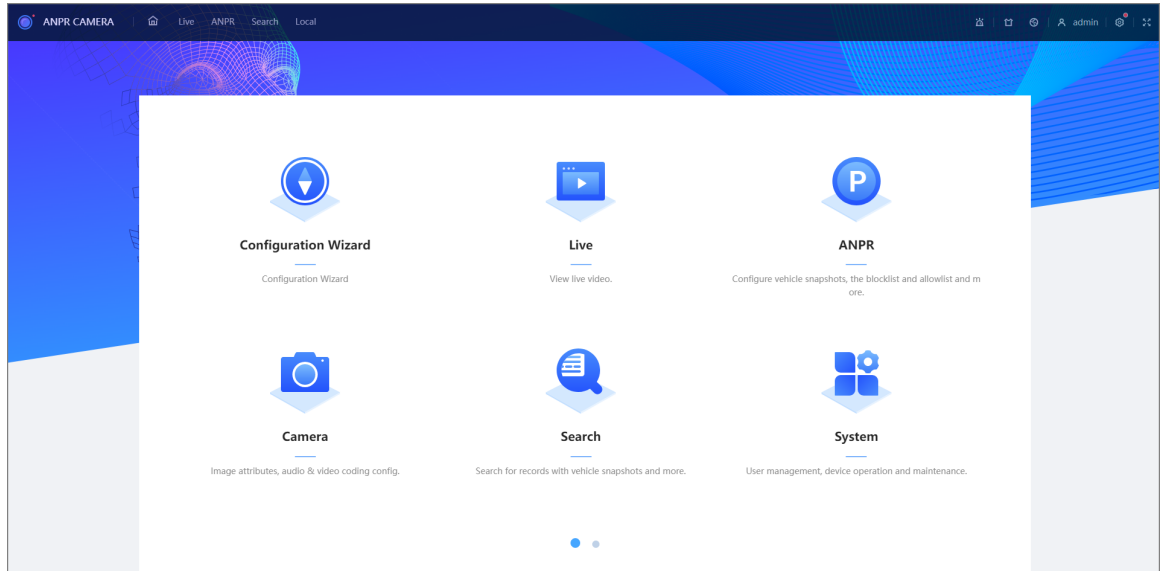 ANPR CAMERA Live ANPR Search Local admin
Configuration Wizard Live ANPR
Configuration Wizard View live video. Configure vehicle snapshots, the blocklist and allowlist and m
ore.
P
Camera Search System
Image attributes, audio & video coding config. Search for records with vehicle snapshots and more. User management, device operation and maintenance.